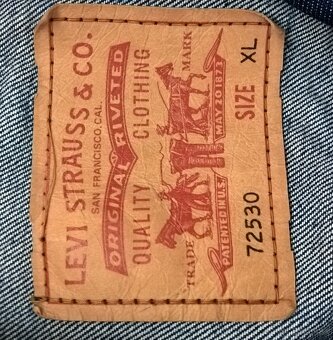 LEVI STRAUSS & CO.
SAN FRANCISCO, CAL.
ORIGINAL RIVETED
QUALITY CLOTHING
TRADE MARK
PATENTED IN U.S.
MAY 20 1873
SIZE
72530 XL